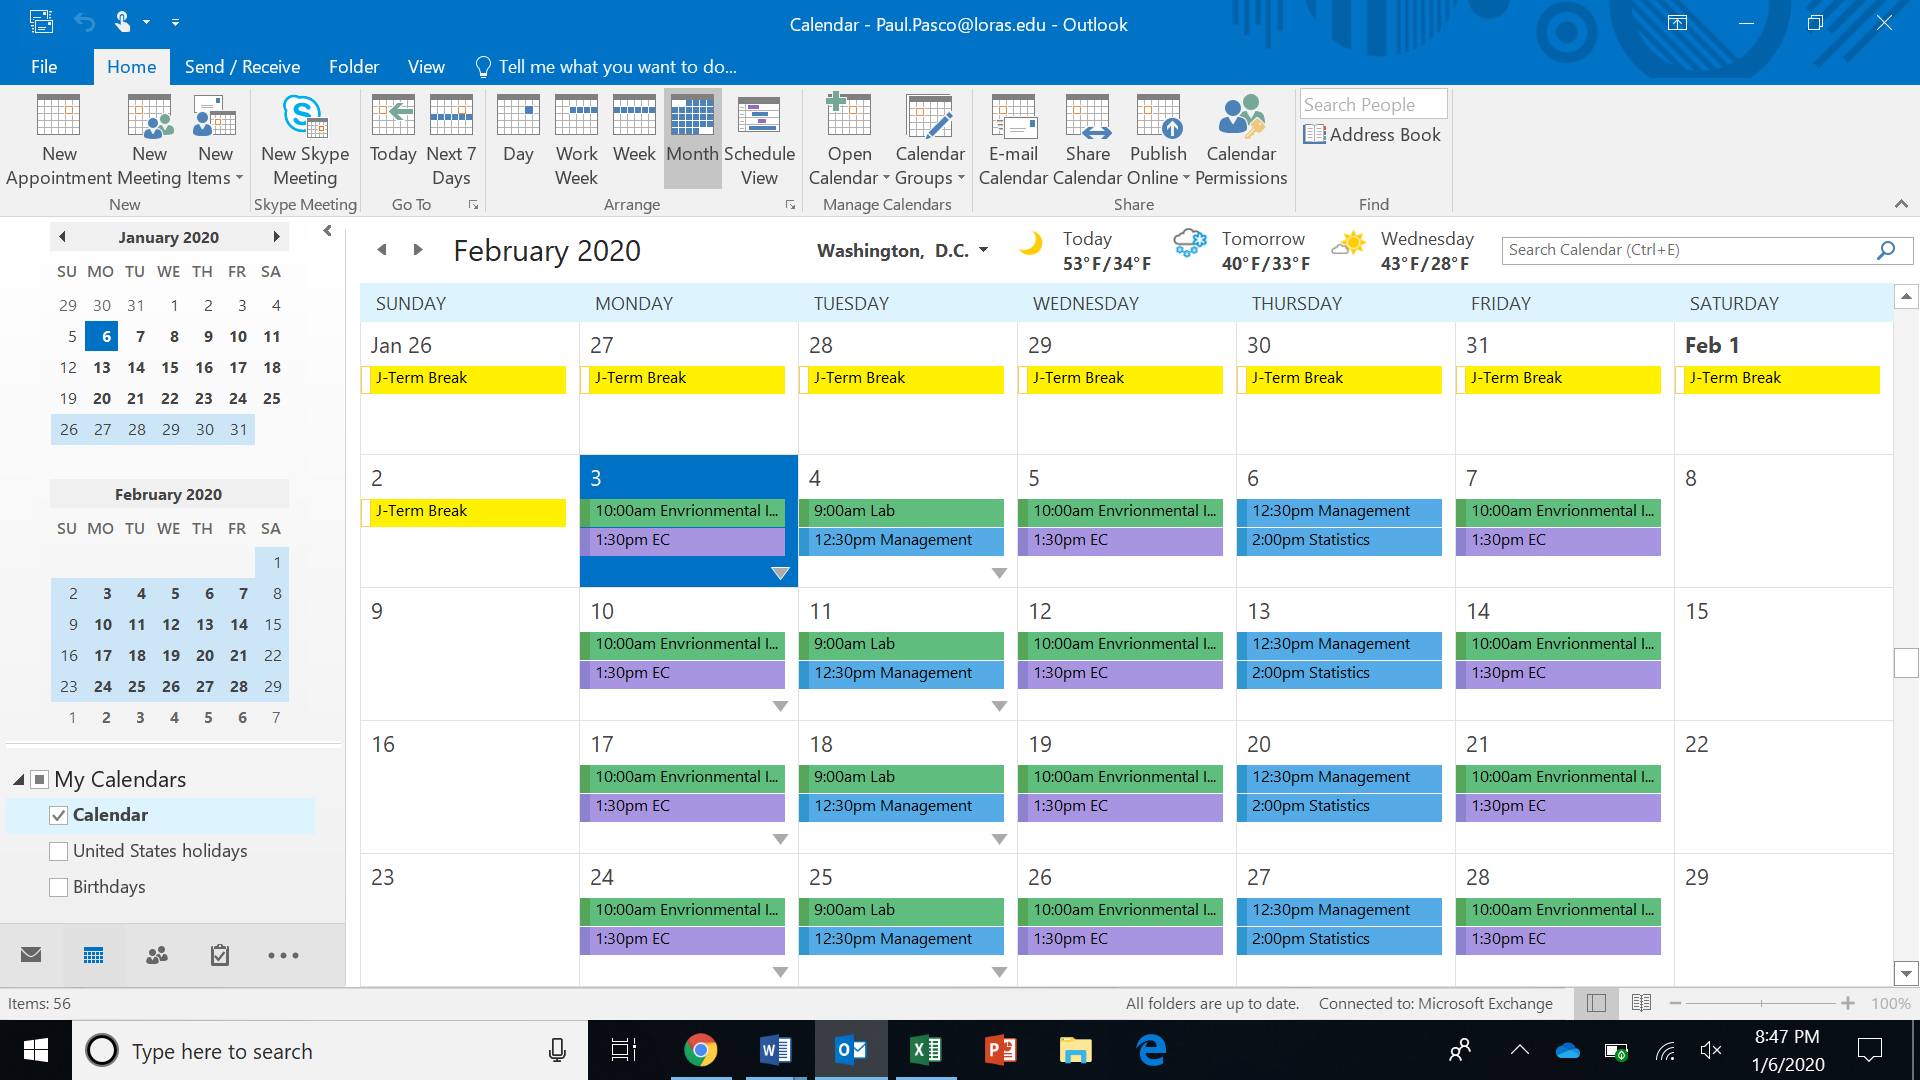 Calendar - Paul.Pasco@loras.edu - Outlook
File Home Send / Receive Folder View Tell me what you want to do...
New Appointment
New Meeting
New Items
New
New Skype Meeting
Skype Meeting
Today
Next 7 Days
Go To
Day
Work Week
Week
Month
Schedule View
Arrange
Open Calendar
Calendar Groups
Manage Calendars
E-mail Calendar
Share Calendar
Publish Online
Calendar Permissions
Share
Search People
Address Book
Find
January 2020
SU MO TU WE TH FR SA
29 30 31 1 2 3 4
5 6 7 8 9 10 11
12 13 14 15 16 17 18
19 20 21 22 23 24 25
26 27 28 29 30 31
February 2020
SU MO TU WE TH FR SA
1
2 3 4 5 6 7 8
9 10 11 12 13 14 15
16 17 18 19 20 21 22
23 24 25 26 27 28 29
1 2 3 4 5 6 7
My Calendars
Calendar
United States holidays
Birthdays
February 2020
Washington, D.C.
Today
53°F/34°F
Tomorrow
40°F/33°F
Wednesday
43°F/28°F
Search Calendar (Ctrl+E)
SUNDAY MONDAY TUESDAY WEDNESDAY THURSDAY FRIDAY SATURDAY
Jan 26 27 28 29 30 31 Feb 1
J-Term Break J-Term Break J-Term Break J-Term Break J-Term Break J-Term Break J-Term Break
2 3 4 5 6 7 8
J-Term Break 10:00am Envrionmental I... 9:00am Lab 10:00am Envrionmental I... 12:30pm Management 10:00am Envrionmental I...
1:30pm EC 12:30pm Management 1:30pm EC 2:00pm Statistics 1:30pm EC
9 10 11 12 13 14 15
10:00am Envrionmental I... 9:00am Lab 10:00am Envrionmental I... 12:30pm Management 10:00am Envrionmental I...
1:30pm EC 12:30pm Management 1:30pm EC 2:00pm Statistics 1:30pm EC
16 17 18 19 20 21 22
10:00am Envrionmental I... 9:00am Lab 10:00am Envrionmental I... 12:30pm Management 10:00am Envrionmental I...
1:30pm EC 12:30pm Management 1:30pm EC 2:00pm Statistics 1:30pm EC
23 24 25 26 27 28 29
10:00am Envrionmental I... 9:00am Lab 10:00am Envrionmental I... 12:30pm Management 10:00am Envrionmental I...
1:30pm EC 12:30pm Management 1:30pm EC 2:00pm Statistics 1:30pm EC
Items: 56
All folders are up to date. Connected to: Microsoft Exchange
100%
Type here to search
8:47 PM
1/6/2020